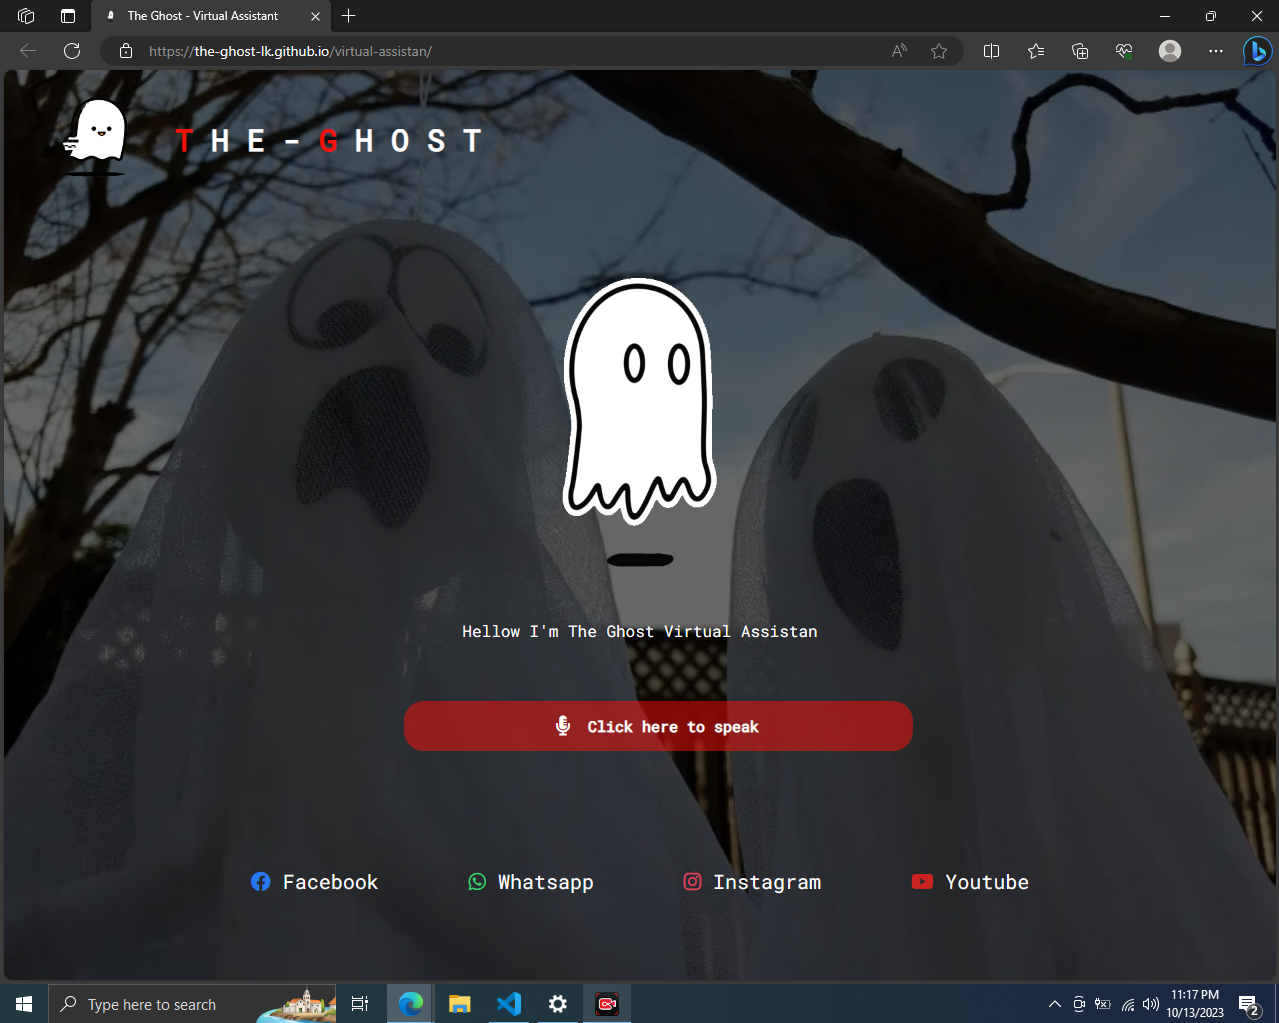 The Ghost - Virtual Assistant
https://the-ghost-lk.github.io/virtual-assistan/
THE-GHOST
Hellow I'm The Ghost Virtual Assistan
Click here to speak
Facebook Whatsapp Instagram Youtube
Type here to search
11:17 PM
10/13/2023
2